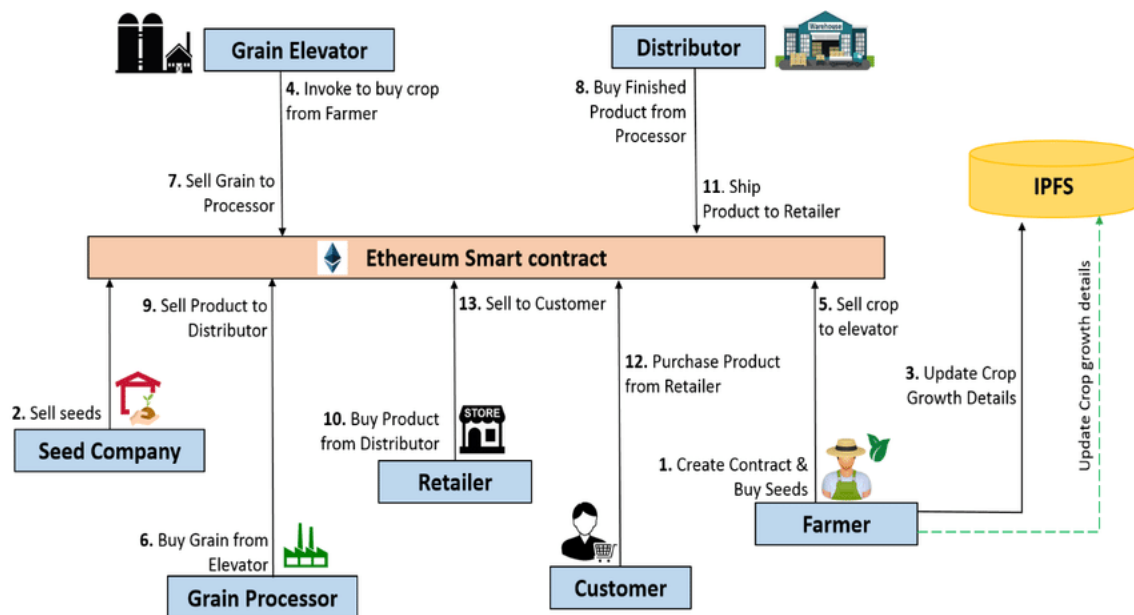 Grain Elevator
4. Invoke to buy crop
from Farmer
7. Sell Grain to
Processor
Distributor
Warehouse
8. Buy Finished
Product from
Processor
11. Ship
Product to Retailer
IPFS
Ethereum Smart contract
2. Sell seeds
Seed Company
9. Sell Product to
Distributor
6. Buy Grain from
Elevator
Grain Processor
13. Sell to Customer
10. Buy Product
from Distributor
STORE
Retailer
12. Purchase Product
from Retailer
Customer
5. Sell crop
to elevator
1. Create Contract &
Buy Seeds
Farmer
3. Update Crop
Growth Details
Update Crop growth details